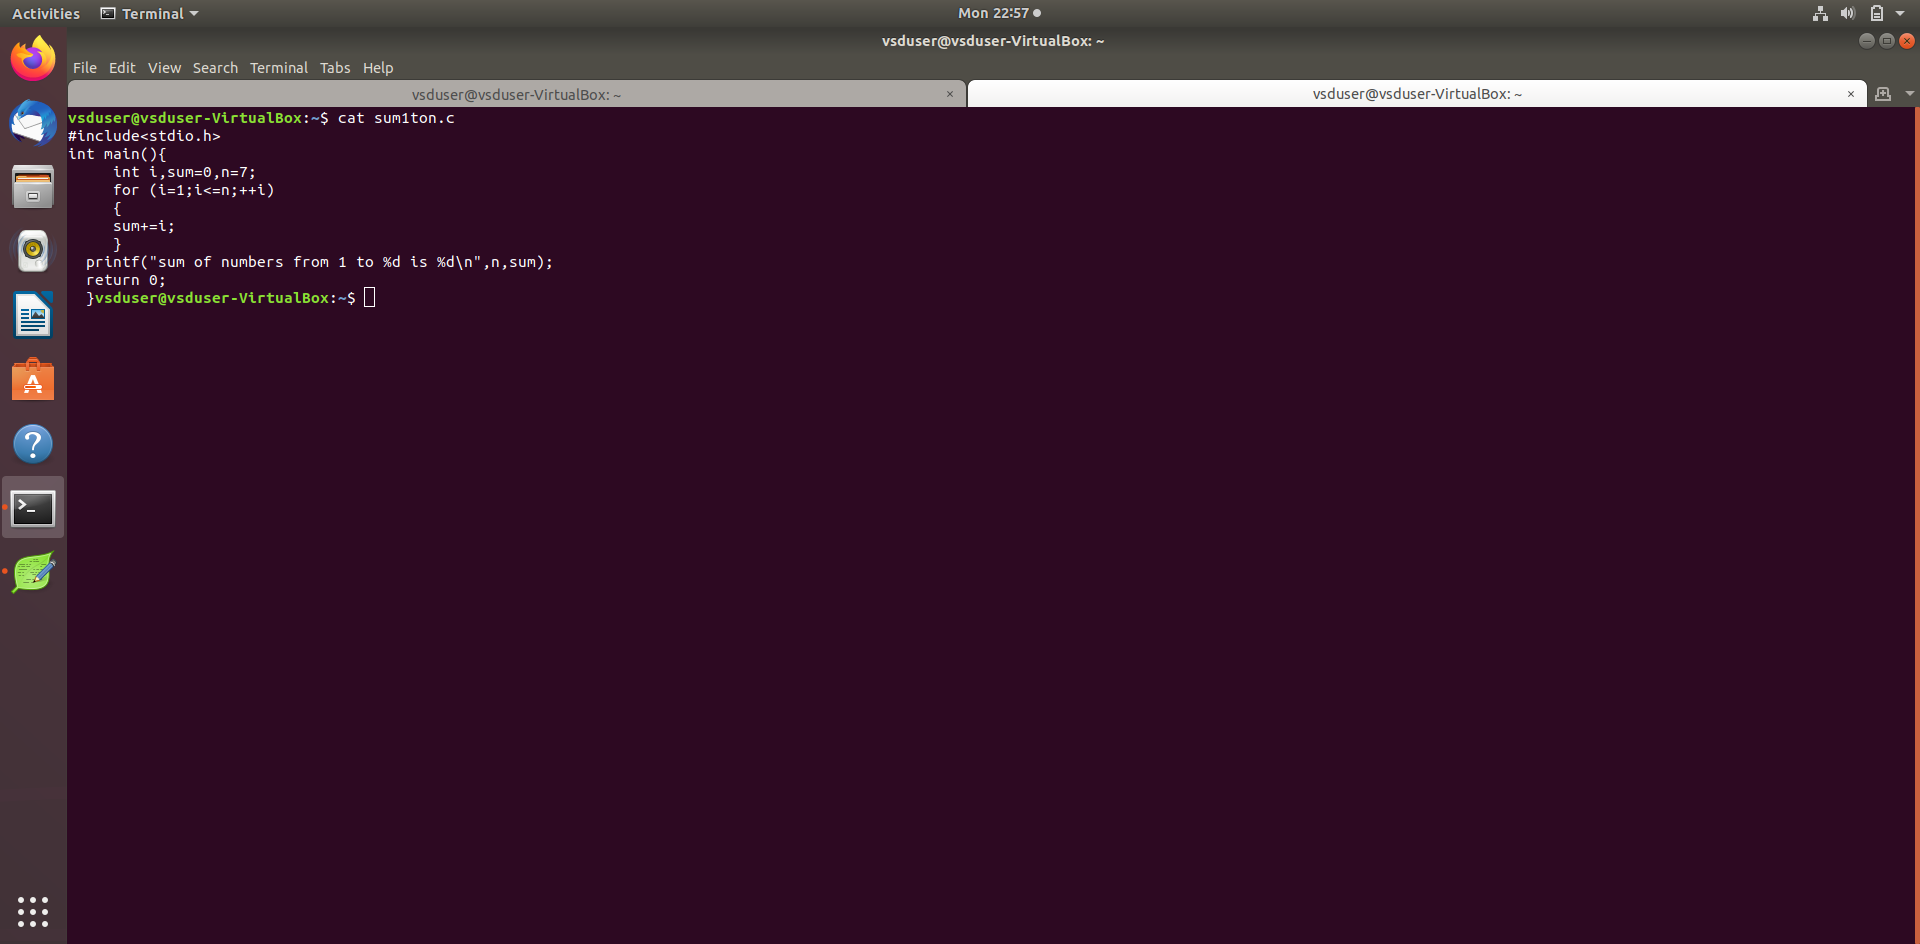 Activities Terminal Mon 22:57
vsduser@vsduser-VirtualBox: ~
File Edit View Search Terminal Tabs Help
vsduser@vsduser-VirtualBox: ~ × vsduser@vsduser-VirtualBox: ~ ×
vsduser@vsduser-VirtualBox:~$ cat sum1ton.c
#include<stdio.h>
int main(){
     int i,sum=0,n=7;
     for (i=1;i<=n;++i)
     {
     sum+=i;
     }
  printf("sum of numbers from 1 to %d is %d\n",n,sum);
  return 0;
  }vsduser@vsduser-VirtualBox:~$